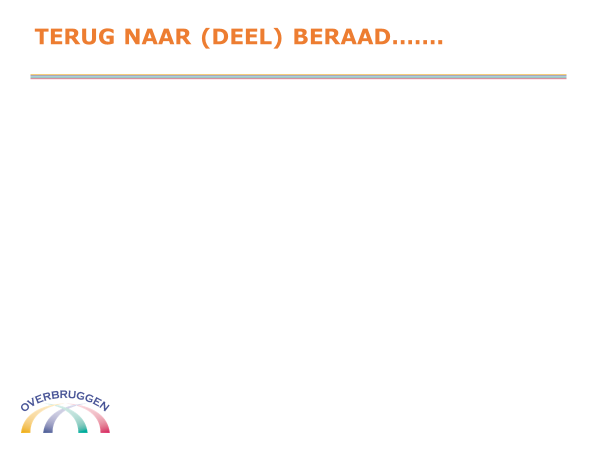 TERUG NAAR (DEEL) BERAAD…….
OVERBRUGGEN